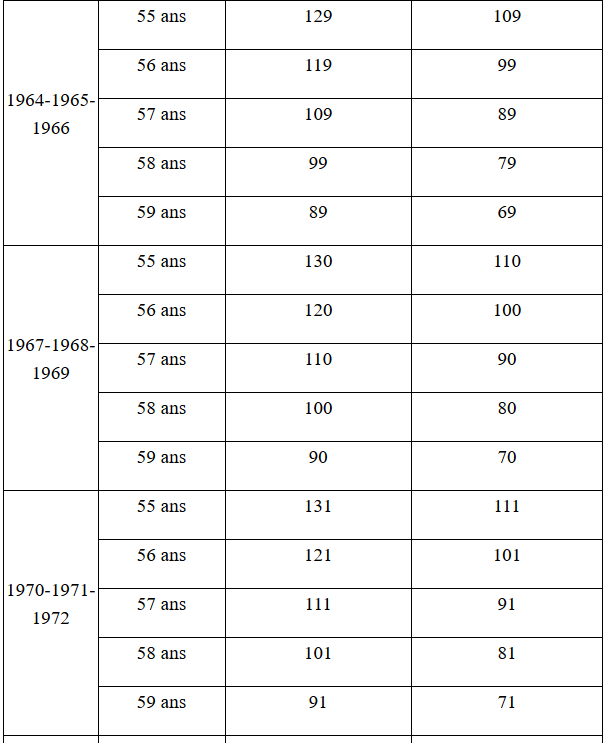 1964-1965-
1966
55 ans 129 109
56 ans 119 99
57 ans 109 89
58 ans 99 79
59 ans 89 69
1967-1968-
1969
55 ans 130 110
56 ans 120 100
57 ans 110 90
58 ans 100 80
59 ans 90 70
1970-1971-
1972
55 ans 131 111
56 ans 121 101
57 ans 111 91
58 ans 101 81
59 ans 91 71